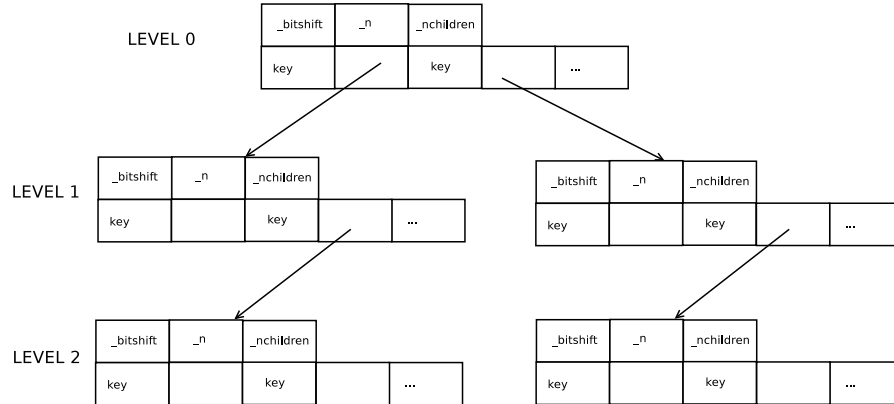 LEVEL 0 _bitshift _n _nchildren
key key ...
_bitshift _n _nchildren _bitshift _n _nchildren
LEVEL 1
key key ... key key ...
_bitshift _n _nchildren _bitshift _n _nchildren
LEVEL 2
key key ... key key ...